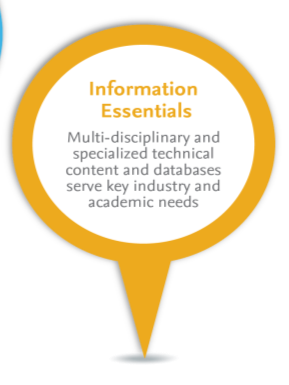 Information
Essentials
Multi-disciplinary and
specialized technical
content and databases
serve key industry and
academic needs